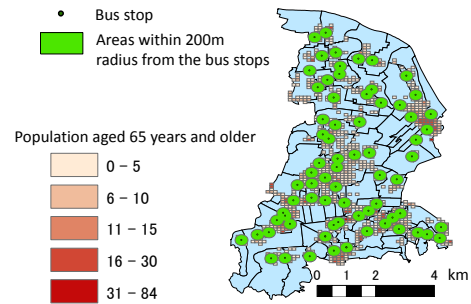 Bus stop
Areas within 200m
radius from the bus stops
Population aged 65 years and older
0 – 5
6 – 10
11 – 15
16 – 30
31 – 84
0 1 2 4 km